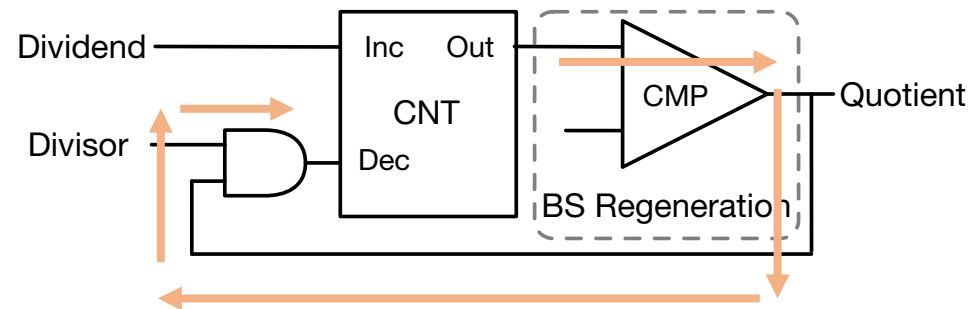 Dividend
Inc Out
CMP
Quotient
CNT
Divisor
Dec
BS Regeneration